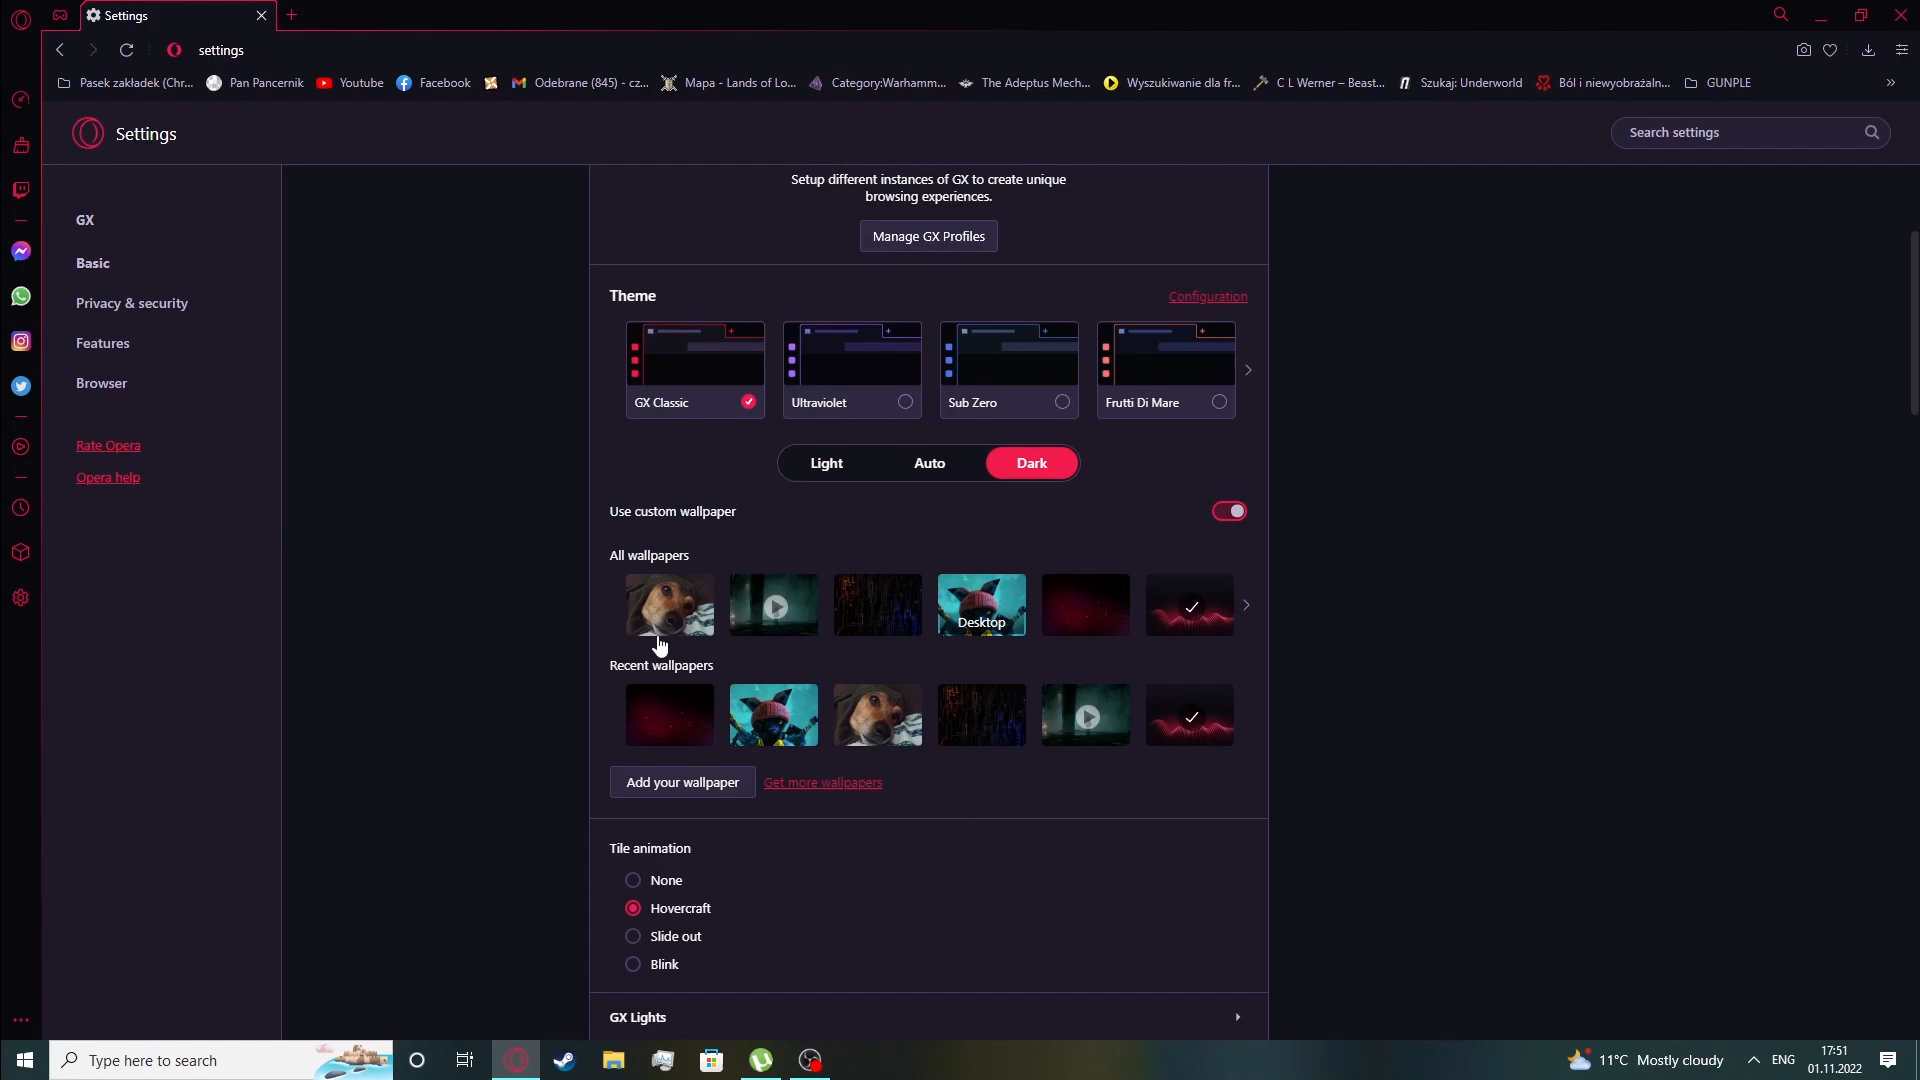 Settings
settings
Pasek zakładek (Chr...
Pan Pancernik
Youtube
Facebook
Odebrane (845) - cz...
Mapa - Lands of Lo...
Category:Warhamm...
The Adeptus Mech...
Wyszukiwanie dla fr...
C L Werner – Beast...
Szukaj: Underworld
Ból i niewyobrażaln...
GUNPLE
Settings
Search settings
GX
Basic
Privacy & security
Features
Browser
Rate Opera
Opera help
Setup different instances of GX to create unique
browsing experiences.
Manage GX Profiles
Theme
Configuration
GX Classic
Ultraviolet
Sub Zero
Frutti Di Mare
Light
Auto
Dark
Use custom wallpaper
All wallpapers
Desktop
Recent wallpapers
Add your wallpaper
Get more wallpapers
Tile animation
None
Hovercraft
Slide out
Blink
GX Lights
Type here to search
11°C Mostly cloudy
ENG
17:51
01.11.2022